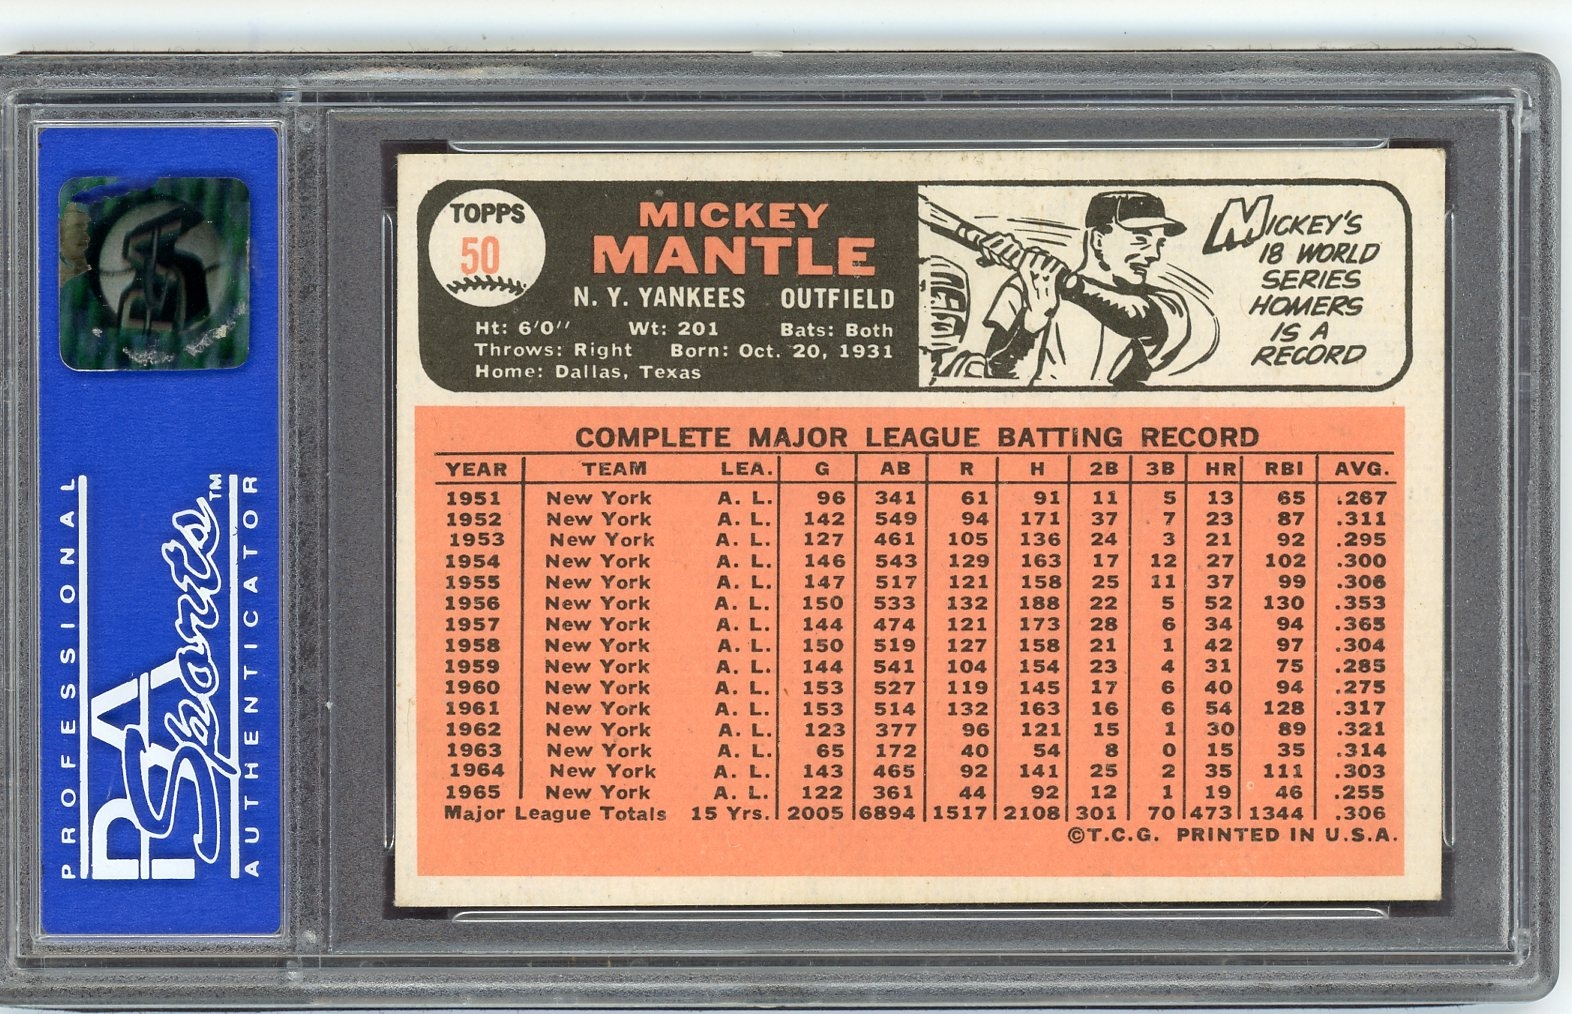 TOPPS
50
MICKEY
MANTLE
N. Y. YANKEES OUTFIELD
Ht: 6'0'' Wt: 201 Bats: Both
Throws: Right Born: Oct. 20, 1931
Home: Dallas, Texas
MICKEY'S
18 WORLD
SERIES
HOMERS
IS A
RECORD
COMPLETE MAJOR LEAGUE BATTING RECORD
YEAR TEAM LEA. G AB R H 2B 3B HR RBI AVG.
1951 New York A. L. 96 341 61 91 11 5 13 65 .267
1952 New York A. L. 142 549 94 171 37 7 23 87 .311
1953 New York A. L. 127 461 105 136 24 3 21 92 .295
1954 New York A. L. 146 543 129 163 17 12 27 102 .300
1955 New York A. L. 147 517 121 158 25 11 37 99 .306
1956 New York A. L. 150 533 132 188 22 5 52 130 .353
1957 New York A. L. 144 474 121 173 28 6 34 94 .365
1958 New York A. L. 150 519 127 158 21 1 42 97 .304
1959 New York A. L. 144 541 104 154 23 4 31 75 .285
1960 New York A. L. 153 527 119 145 17 6 40 94 .275
1961 New York A. L. 153 514 132 163 16 6 54 128 .317
1962 New York A. L. 123 377 96 121 15 1 30 89 .321
1963 New York A. L. 65 172 40 54 8 0 15 35 .314
1964 New York A. L. 143 465 92 141 25 2 35 111 .303
1965 New York A. L. 122 361 44 92 12 1 19 46 .255
Major League Totals 15 Yrs. 2005 6894 1517 2108 301 70 473 1344 .306
©T.C.G. PRINTED IN U.S.A.
PROFESSIONAL
PSA
Sports™
AUTHENTICATOR